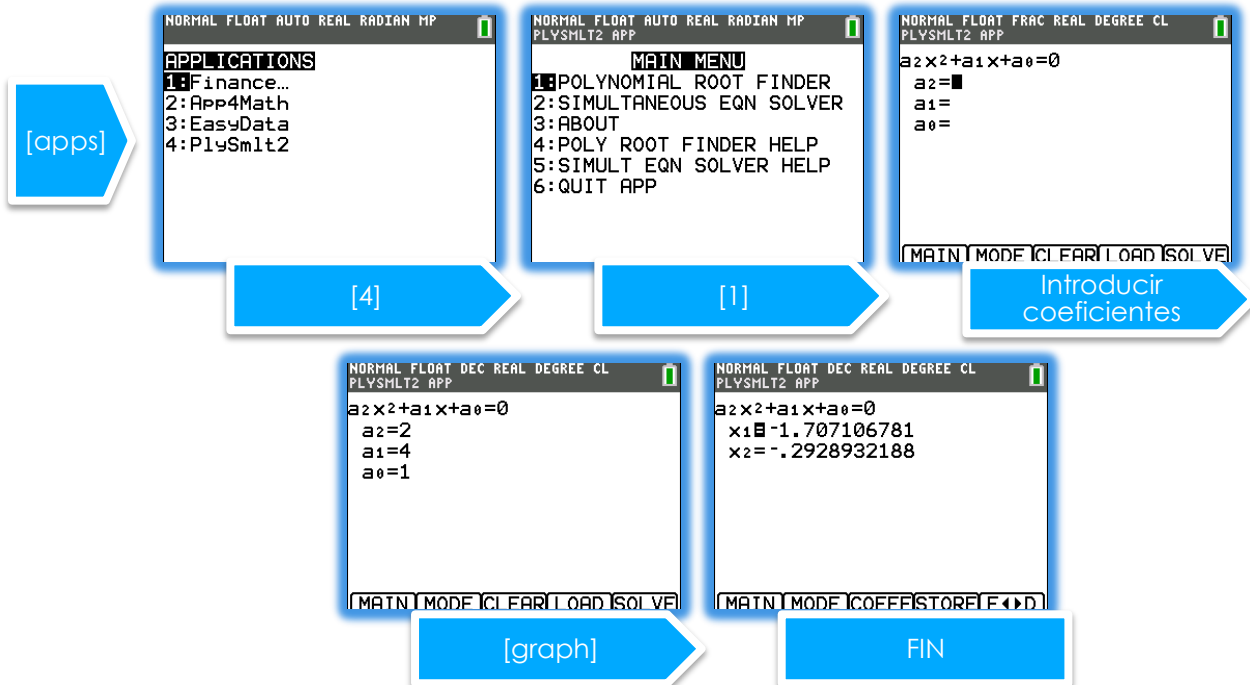 [apps]
NORMAL FLOAT AUTO REAL RADIAN MP
APPLICATIONS
1:Finance…
2:App4Math
3:EasyData
4:PlySmlt2
[4]
NORMAL FLOAT AUTO REAL RADIAN MP
PLYSMLT2 APP
MAIN MENU
1:POLYNOMIAL ROOT FINDER
2:SIMULTANEOUS EQN SOLVER
3:ABOUT
4:POLY ROOT FINDER HELP
5:SIMULT EQN SOLVER HELP
6:QUIT APP
[1]
NORMAL FLOAT FRAC REAL DEGREE CL
PLYSMLT2 APP
a₂x²+a₁x+a₀=0
a₂=
a₁=
a₀=
MAIN MODE CLEAR LOAD SOLVE
Introducir
coeficientes
NORMAL FLOAT DEC REAL DEGREE CL
PLYSMLT2 APP
a₂x²+a₁x+a₀=0
a₂=2
a₁=4
a₀=1
MAIN MODE CLEAR LOAD SOLVE
[graph]
NORMAL FLOAT DEC REAL DEGREE CL
PLYSMLT2 APP
a₂x²+a₁x+a₀=0
x₁=-1.707106781
x₂=-.2928932188
MAIN MODE COEFF STORE F◂▸D
FIN